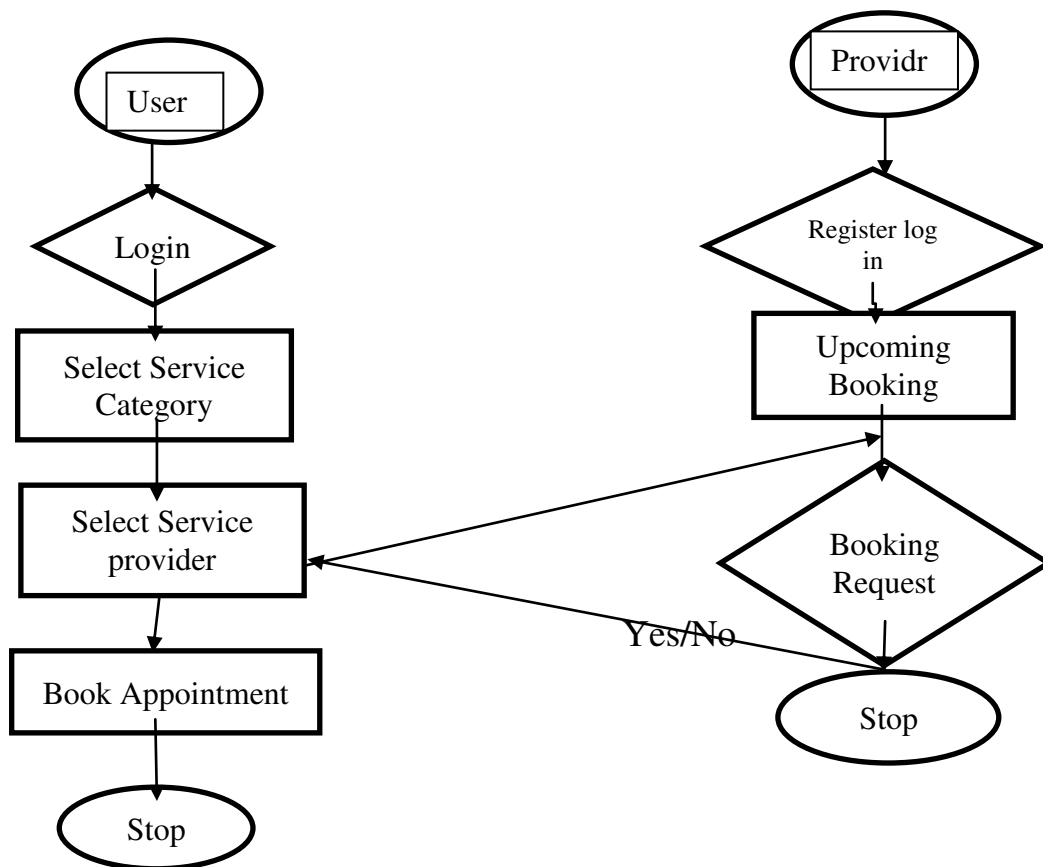 User
Login
Select Service
Category
Select Service
provider
Book Appointment
Stop
Providr
Register log
in
Upcoming
Booking
Booking
Request
Yes/No
Stop